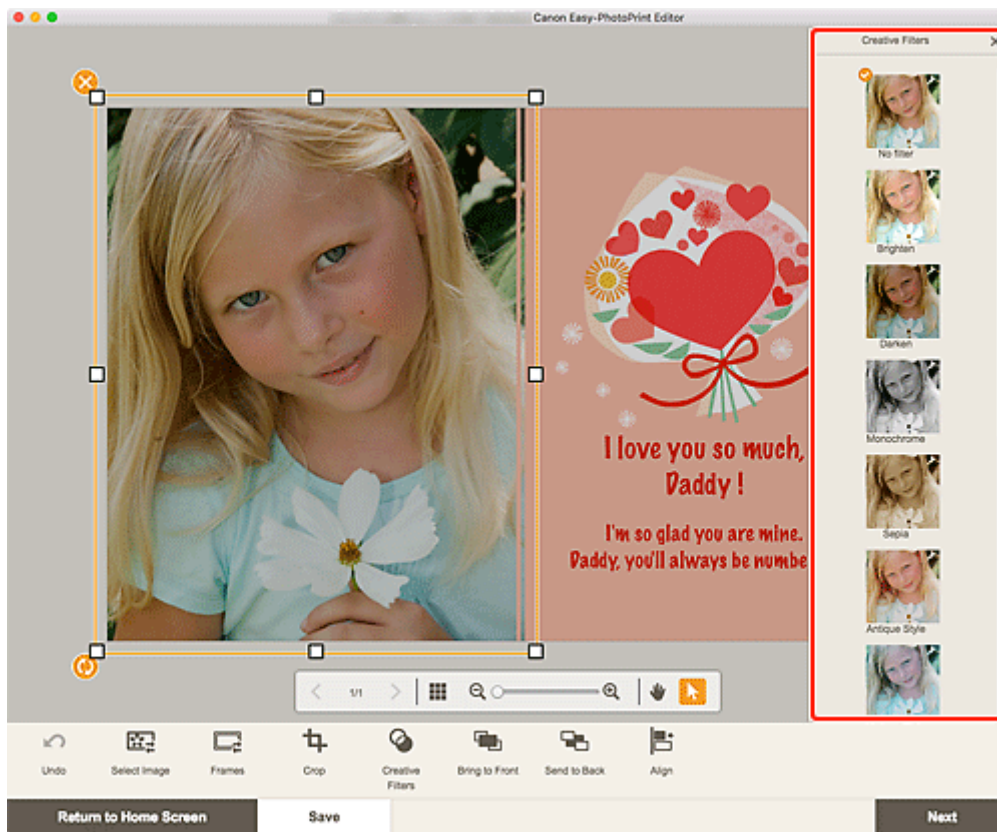 Canon Easy-PhotoPrint Editor
Creative Filters
No filter
Brighten
Darken
Monochrome
Sepia
Antique Style
I love you so much,
Daddy !
I'm so glad you are mine.
Daddy, you'll always be numbe
1/1
Undo
Select Image
Frames
Crop
Creative
Filters
Bring to Front
Send to Back
Align
Return to Home Screen
Save
Next